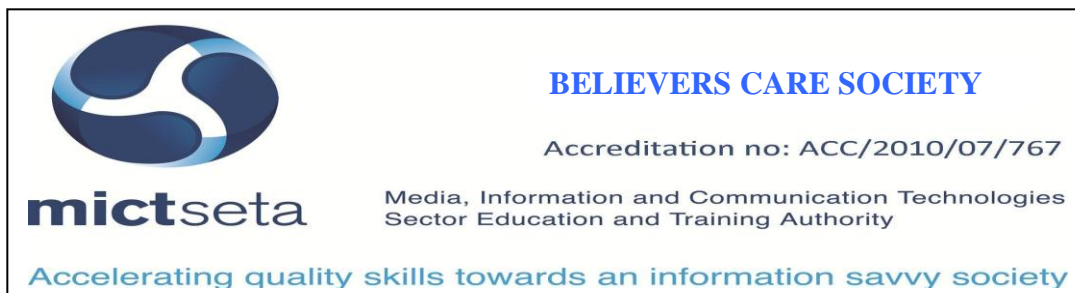 BELIEVERS CARE SOCIETY
Accreditation no: ACC/2010/07/767
mictseta
Media, Information and Communication Technologies
Sector Education and Training Authority
Accelerating quality skills towards an information savvy society